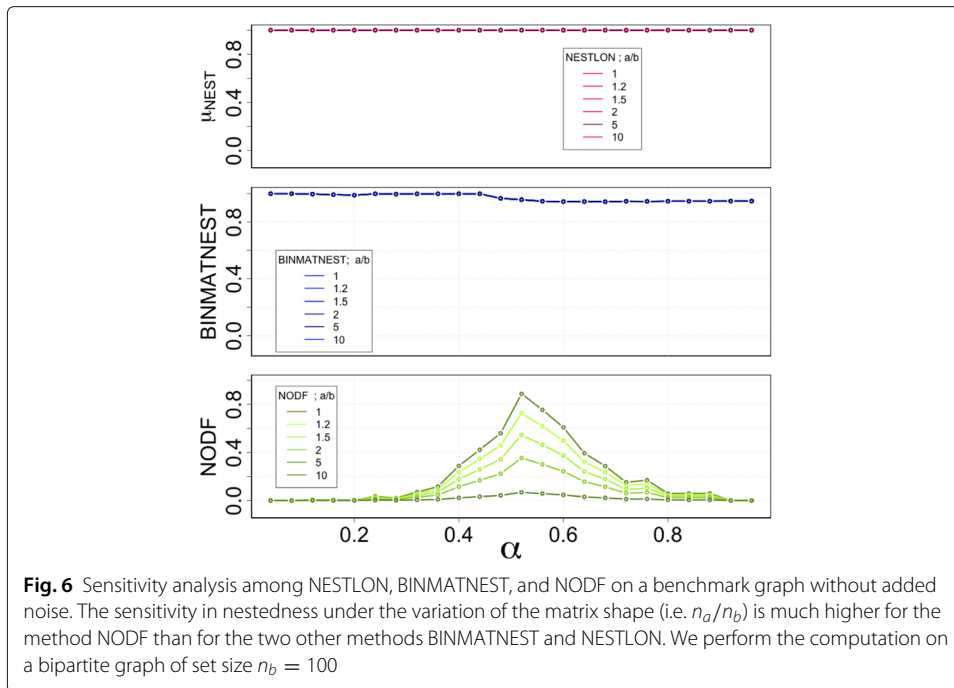 0.8
0.4
0.0
μNEST
NESTLON ; a/b
1
1.2
1.5
2
5
10
0.8
0.4
0.0
BINMATNEST
BINMATNEST; a/b
1
1.2
1.5
2
5
10
0.8
0.4
0.0
NODF
NODF ; a/b
1
1.2
1.5
2
5
10
0.2 0.4 0.6 0.8
α
Fig. 6 Sensitivity analysis among NESTLON, BINMATNEST, and NODF on a benchmark graph without added
noise. The sensitivity in nestedness under the variation of the matrix shape (i.e. nₐ/n_b) is much higher for the
method NODF than for the two other methods BINMATNEST and NESTLON. We perform the computation on
a bipartite graph of set size n_b = 100